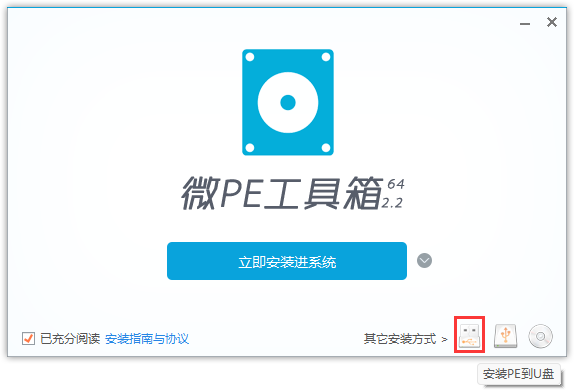 微PE工具箱 64
2.2
立即安装进系统
已充分阅读 安装指南与协议
其它安装方式 >
安装PE到U盘